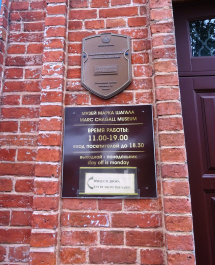 МУЗЕЙ МАРКА ШАГАЛА
MARC CHAGALL MUSEUM
ВРЕМЯ РАБОТЫ:
11.00-19.00
ВХОД ПОСЕТИТЕЛЕЙ ДО 18.30
ВЫХОДНОЙ - ПОНЕДЕЛЬНИК
day off is monday